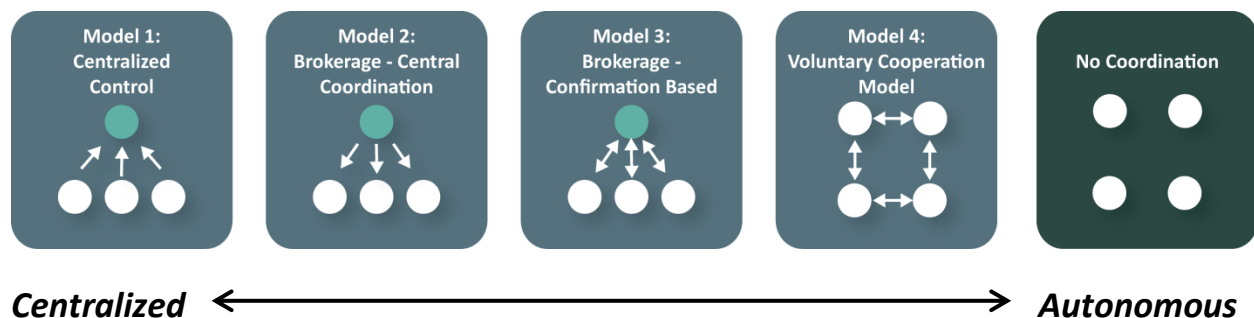 Model 1:
Centralized
Control
Model 2:
Brokerage - Central
Coordination
Model 3:
Brokerage -
Confirmation Based
Model 4:
Voluntary Cooperation
Model
No Coordination
Centralized
Autonomous